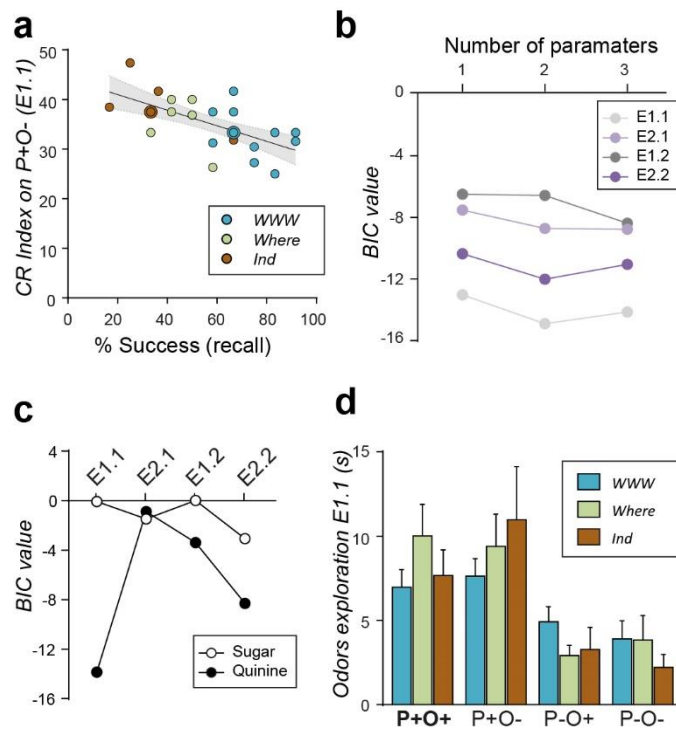 a
CR Index on P+O- (E1.1)
50
40
30
20
10
0
0 20 40 60 80 100
% Success (recall)
WWW
Where
Ind
b
Number of paramaters
1 2 3
0
-4
-8
-12
-16
BIC value
E1.1
E2.1
E1.2
E2.2
c
E1.1 E2.1 E1.2 E2.2
4
0
-4
-8
-12
-16
BIC value
Sugar
Quinine
d
Odors exploration E1.1 (s)
15
10
5
0
WWW
Where
Ind
P+O+ P+O- P-O+ P-O-